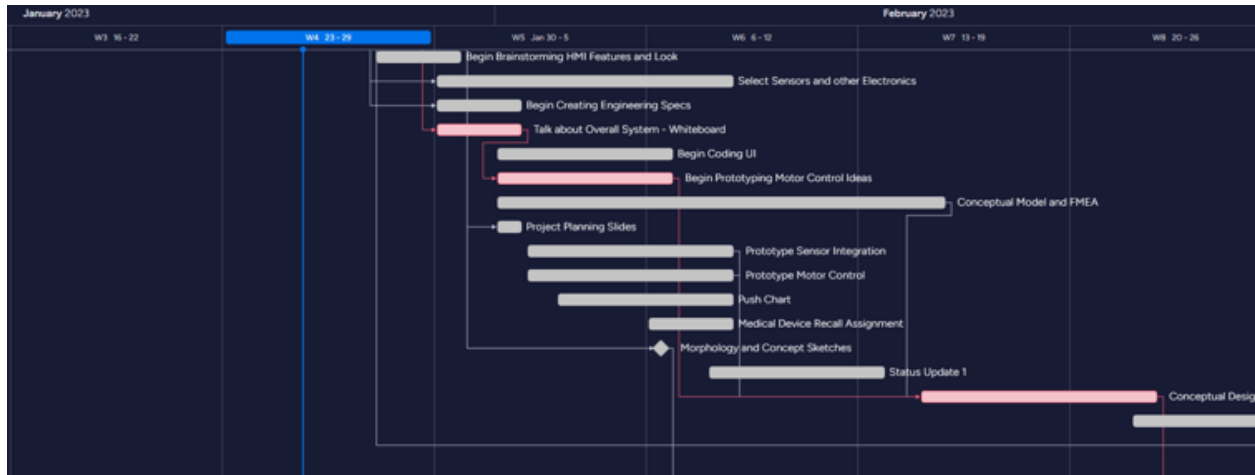 January 2023
February 2023
W3 16 - 22
W4 23 - 29
W5 Jan 30 - 5
W6 6 - 12
W7 13 - 19
W8 20 - 26
Begin Brainstorming HMI Features and Look
Select Sensors and other Electronics
Begin Creating Engineering Specs
Talk about Overall System - Whiteboard
Begin Coding UI
Begin Prototyping Motor Control Ideas
Conceptual Model and FMEA
Project Planning Slides
Prototype Sensor Integration
Prototype Motor Control
Push Chart
Medical Device Recall Assignment
Morphology and Concept Sketches
Status Update 1
Conceptual Desig